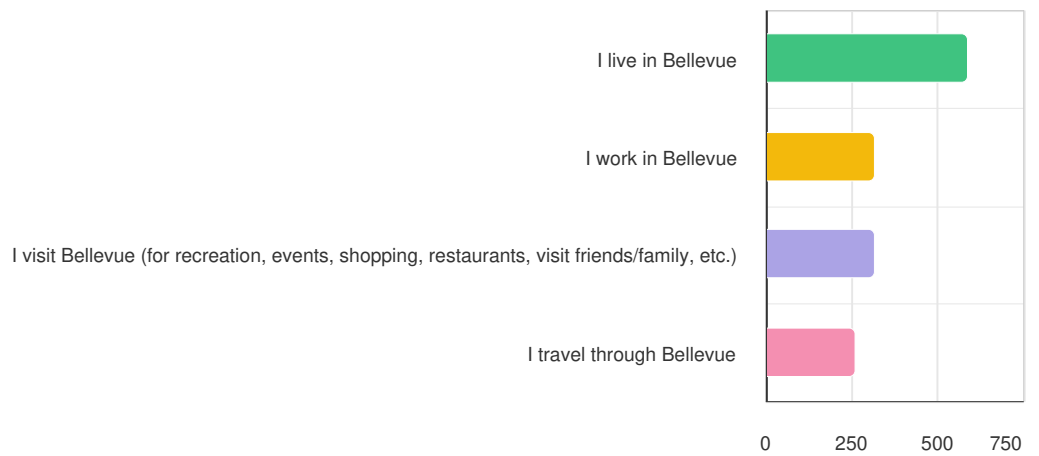 I live in Bellevue
I work in Bellevue
I visit Bellevue (for recreation, events, shopping, restaurants, visit friends/family, etc.)
I travel through Bellevue
0 250 500 750